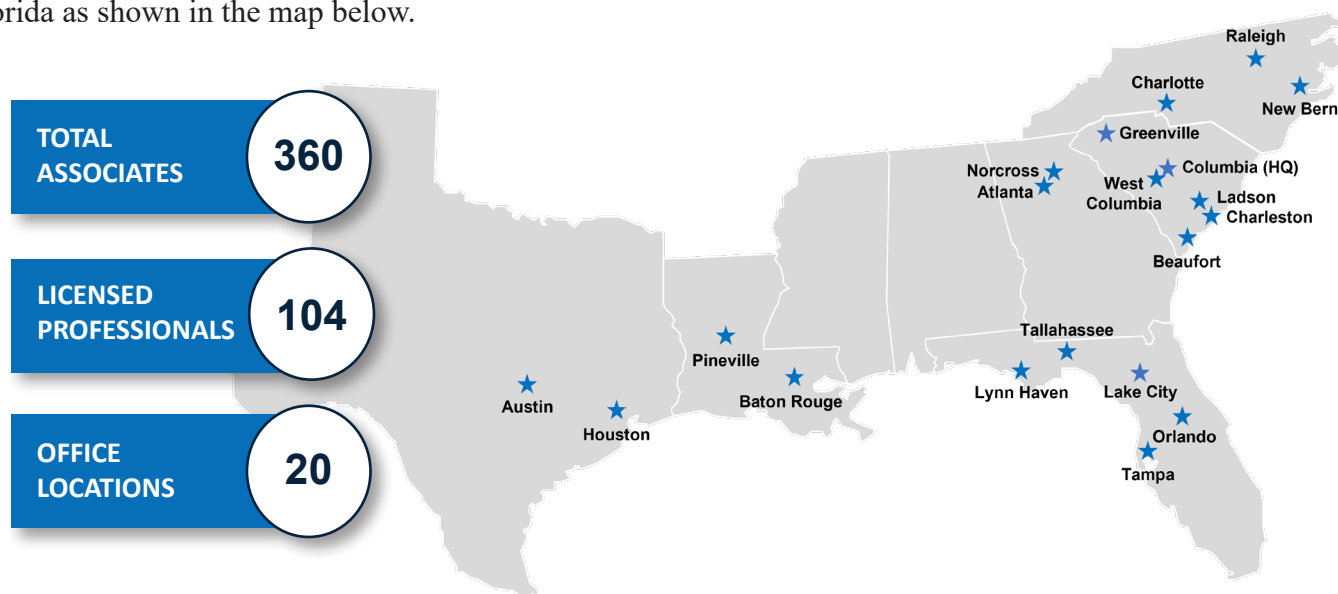 orida as shown in the map below.
TOTAL
ASSOCIATES
360
LICENSED
PROFESSIONALS
104
OFFICE
LOCATIONS
20
Raleigh
Charlotte
New Bern
Greenville
Norcross
Columbia (HQ)
Atlanta
West
Columbia
Ladson
Charleston
Beaufort
Tallahassee
Pineville
Lynn Haven
Lake City
Baton Rouge
Austin
Houston
Orlando
Tampa